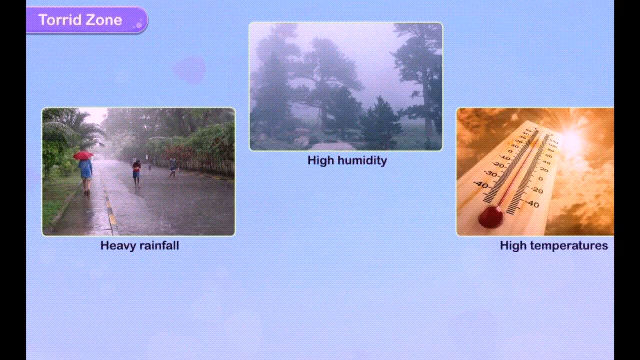 Torrid Zone
High humidity
Heavy rainfall
High temperatures